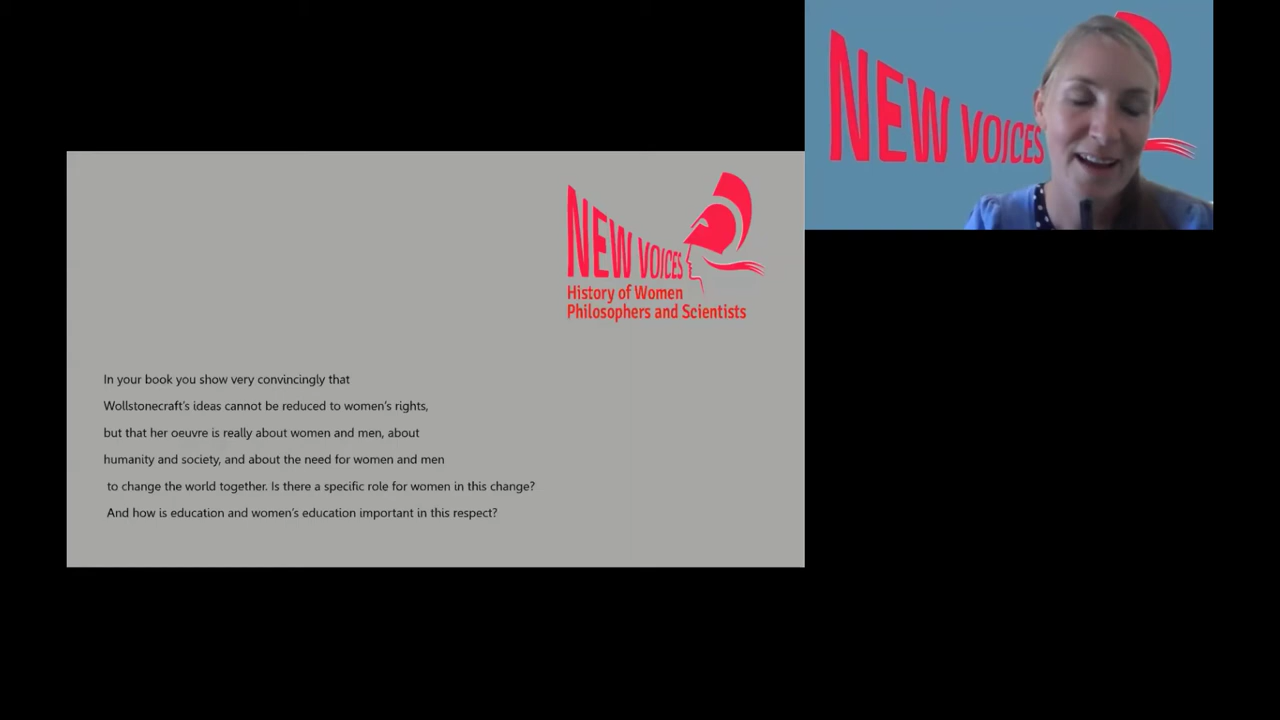 NEW VOICES
NEW VOICES
History of Women
Philosophers and Scientists
In your book you show very convincingly that
Wollstonecraft's ideas cannot be reduced to women's rights,
but that her oeuvre is really about women and men, about
humanity and society, and about the need for women and men
to change the world together. Is there a specific role for women in this change?
And how is education and women's education important in this respect?